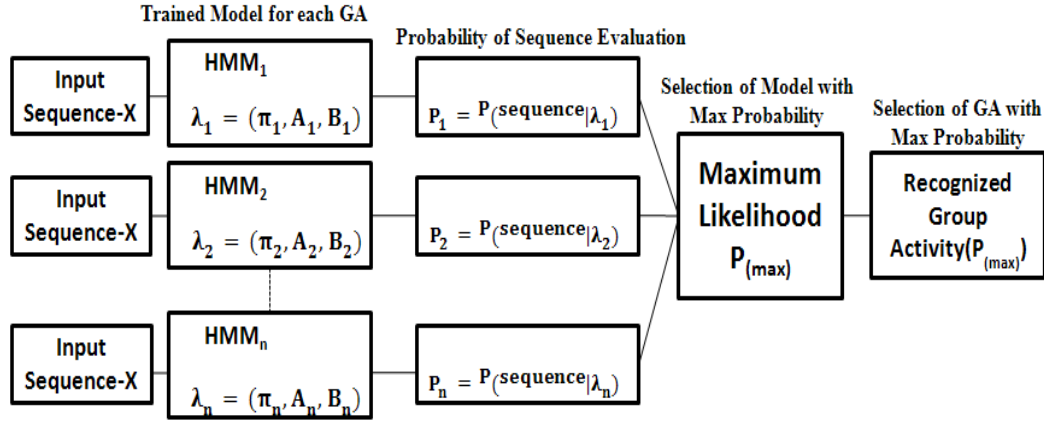 Trained Model for each GA
Probability of Sequence Evaluation
Input
Sequence-X
HMM₁
λ₁ = (π₁, A₁, B₁)
P₁ = P(sequence|λ₁)
Input
Sequence-X
HMM₂
λ₂ = (π₂, A₂, B₂)
P₂ = P(sequence|λ₂)
Input
Sequence-X
HMMₙ
λₙ = (πₙ, Aₙ, Bₙ)
Pₙ = P(sequence|λₙ)
Selection of Model with
Max Probability
Maximum
Likelihood
P₍max₎
Selection of GA with
Max Probability
Recognized
Group
Activity(P₍max₎)